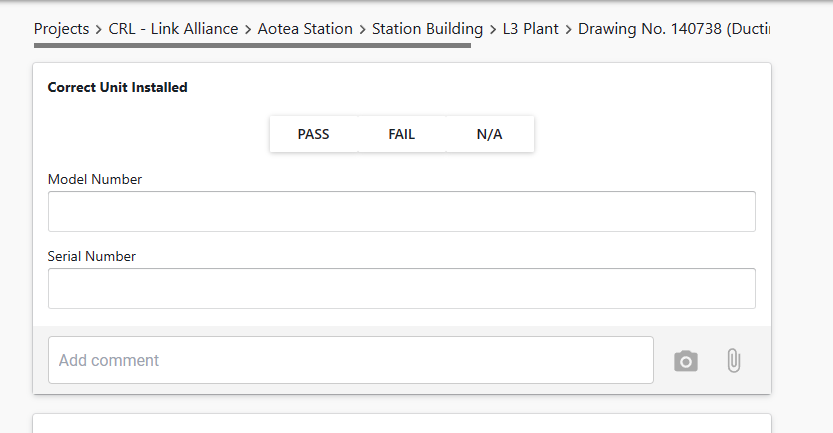 Projects > CRL - Link Alliance > Aotea Station > Station Building > L3 Plant > Drawing No. 140738 (Ducti
Correct Unit Installed
PASS FAIL N/A
Model Number
Serial Number
Add comment